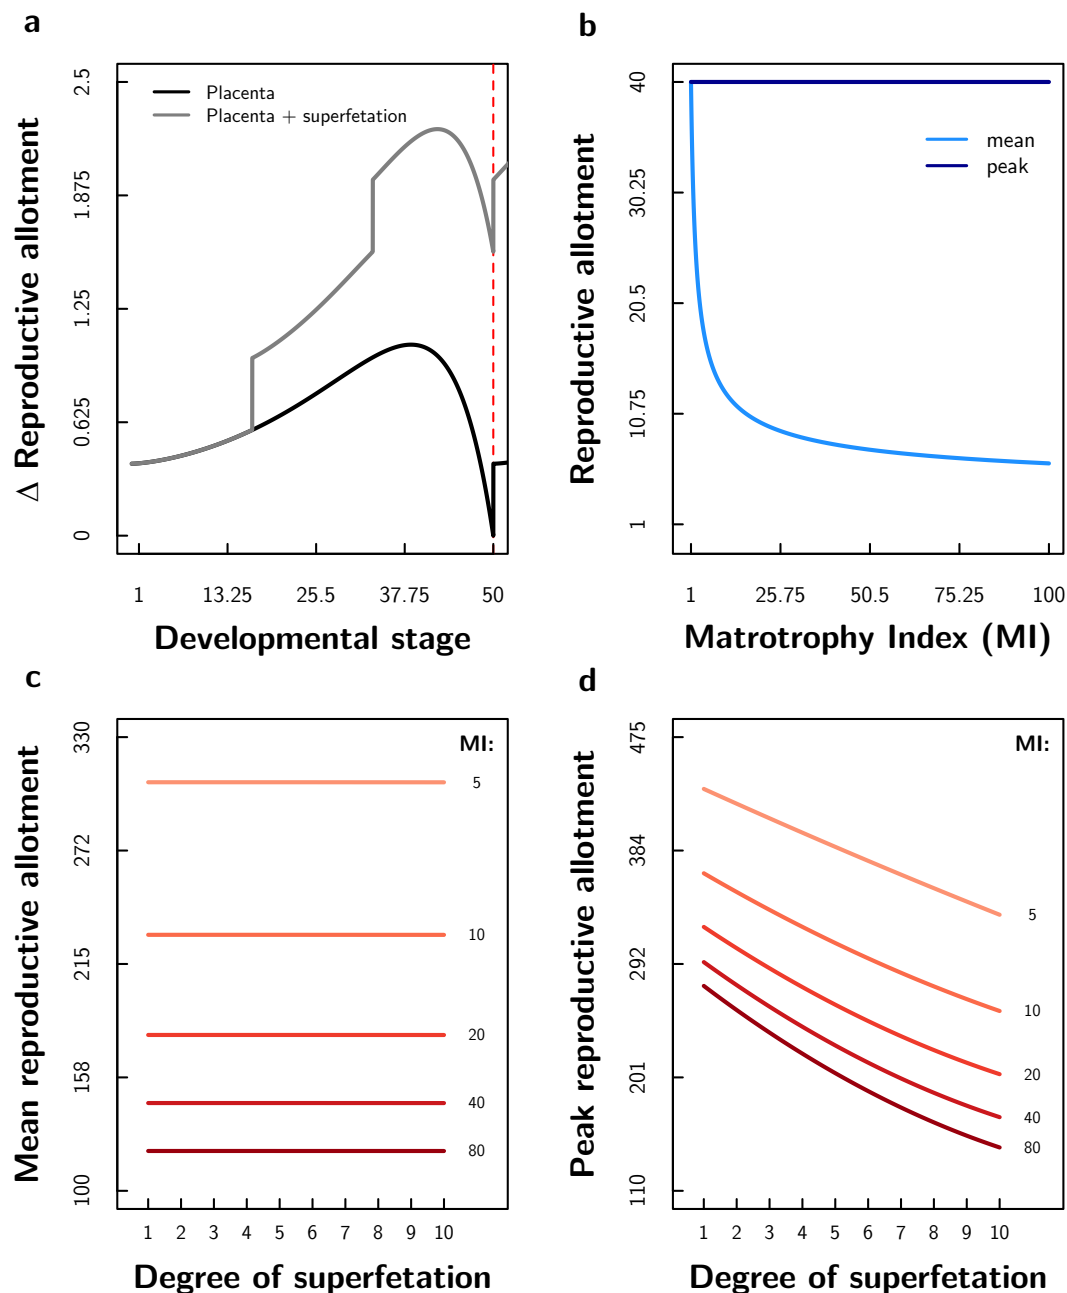 a
Δ Reproductive allotment
2.5
1.875
1.25
0.625
0
Placenta
Placenta + superfetation
1 13.25 25.5 37.75 50
Developmental stage
b
Reproductive allotment
40
30.25
20.5
10.75
1
mean
peak
1 25.75 50.5 75.25 100
Matrotrophy Index (MI)
c
Mean reproductive allotment
330
272
215
158
100
MI:
5
10
20
40
80
1 2 3 4 5 6 7 8 9 10
Degree of superfetation
d
Peak reproductive allotment
475
384
292
201
110
MI:
5
10
20
40
80
1 2 3 4 5 6 7 8 9 10
Degree of superfetation